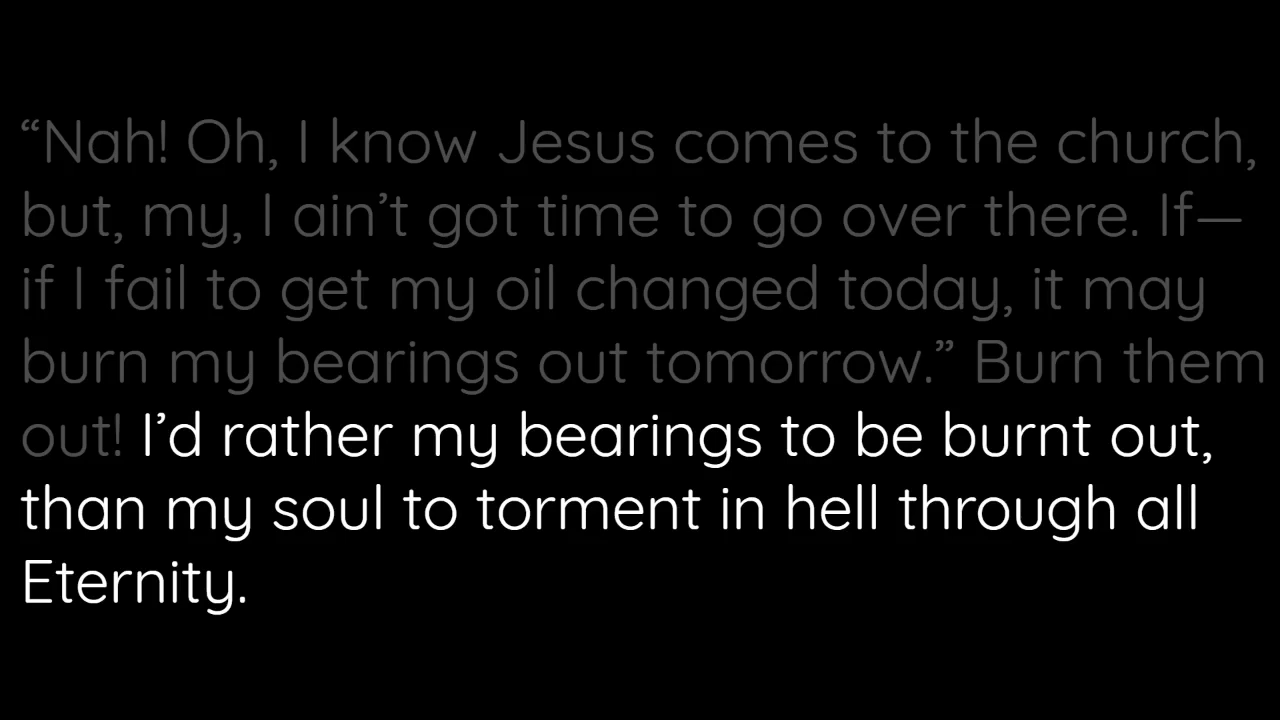 “Nah! Oh, I know Jesus comes to the church,
but, my, I ain’t got time to go over there. If—
if I fail to get my oil changed today, it may
burn my bearings out tomorrow.” Burn them
out! I’d rather my bearings to be burnt out,
than my soul to torment in hell through all
Eternity.